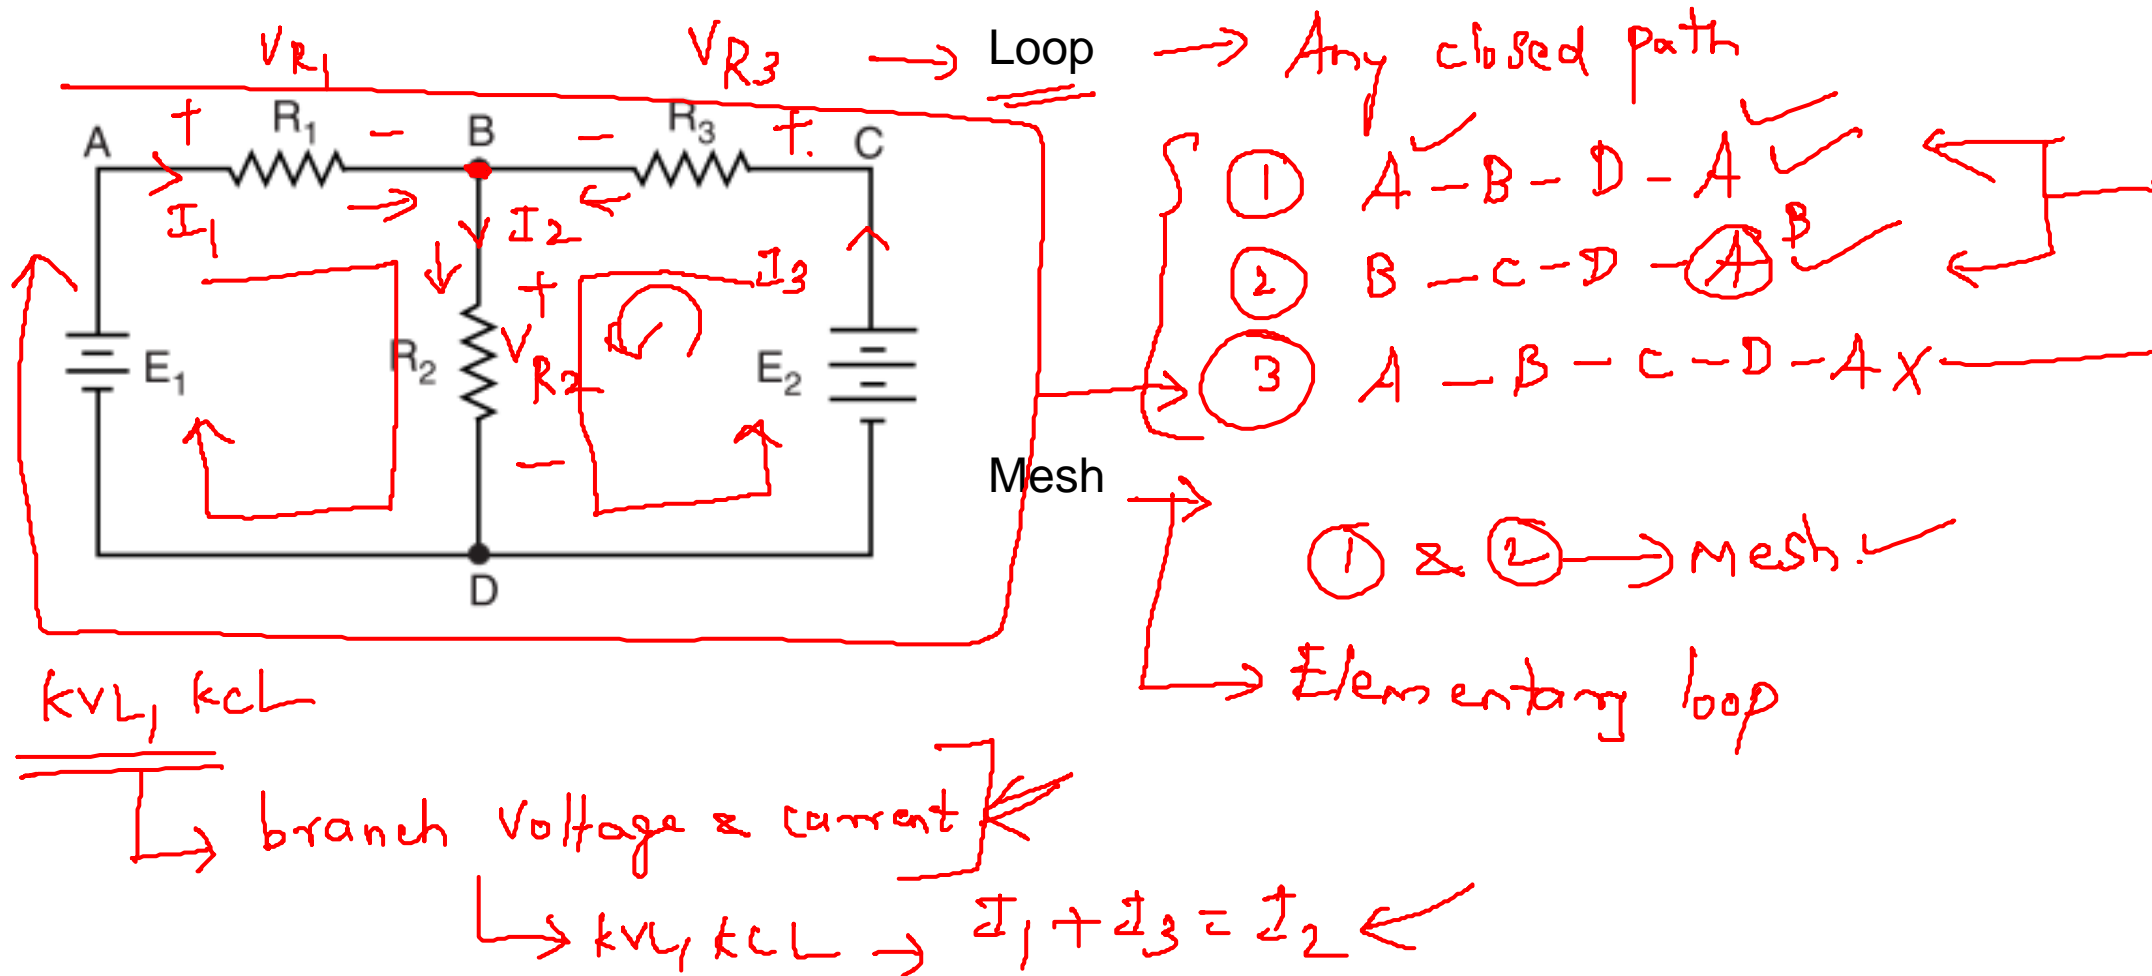 VR1 VR3 → Loop → Any closed path
+ R1 - B - R3 + C
A
① A - B - D - A
I1 I2 I3
② B - C - D - A B
+
E1 R2 VR2 E2
③ A - B - C - D - A X
-
Mesh →
① & ② → Mesh.
D
→ Elementary loop
KVL, KCL
→ branch voltage & current
→ KVL, KCL → I1 + I3 = I2